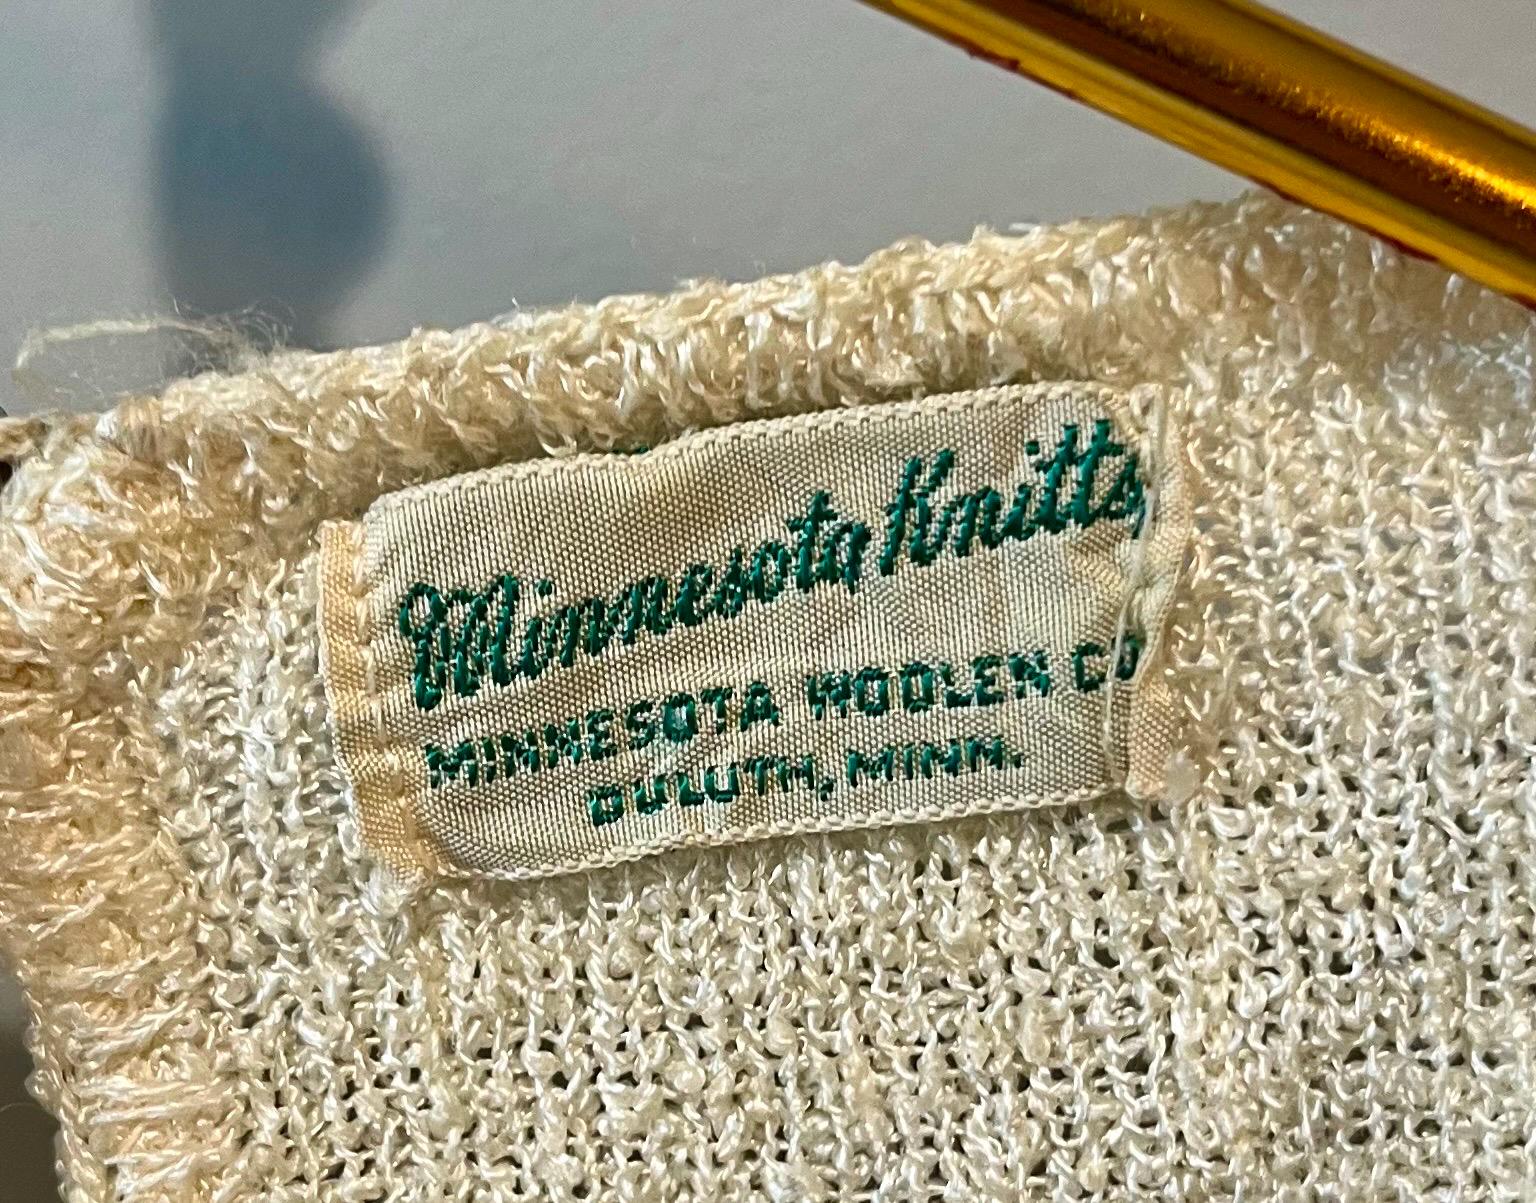 Minnesota Knitts
MINNESOTA WOOLEN CO
DULUTH, MINN.